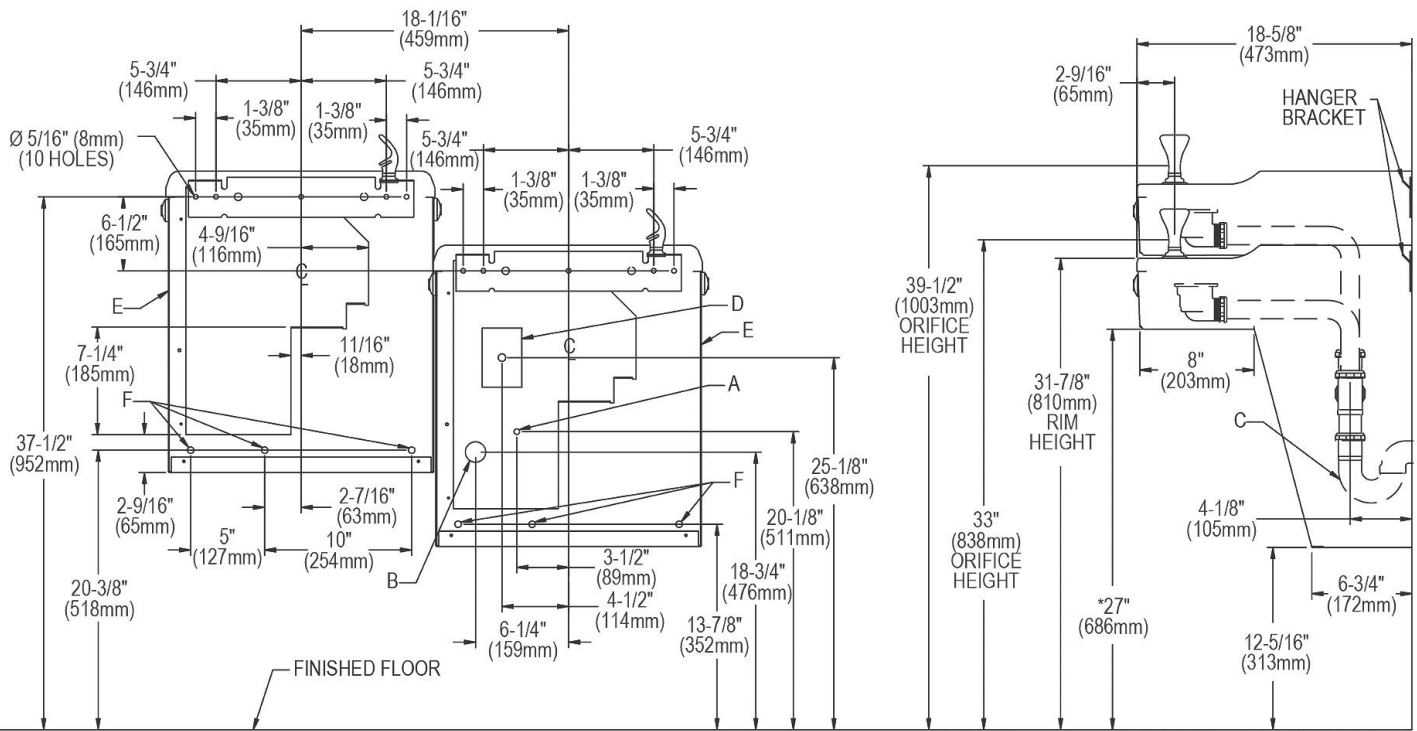 18-1/16"
(459mm)
5-3/4"
(146mm)
5-3/4"
(146mm)
1-3/8"
(35mm)
1-3/8"
(35mm)
Ø 5/16" (8mm)
(10 HOLES)
5-3/4"
(146mm)
5-3/4"
(146mm)
1-3/8"
(35mm)
1-3/8"
(35mm)
6-1/2"
(165mm)
4-9/16"
(116mm)
C
L
E
D
E
C
L
7-1/4"
(185mm)
11/16"
(18mm)
A
F
37-1/2"
(952mm)
25-1/8"
(638mm)
F
2-9/16"
(65mm)
2-7/16"
(63mm)
20-1/8"
(511mm)
5"
(127mm)
10"
(254mm)
3-1/2"
(89mm)
B
18-3/4"
(476mm)
20-3/8"
(518mm)
4-1/2"
(114mm)
6-1/4"
(159mm)
13-7/8"
(352mm)
FINISHED FLOOR
18-5/8"
(473mm)
2-9/16"
(65mm)
HANGER
BRACKET
39-1/2"
(1003mm)
ORIFICE
HEIGHT
8"
(203mm)
31-7/8"
(810mm)
RIM
HEIGHT
C
4-1/8"
(105mm)
33"
(838mm)
ORIFICE
HEIGHT
6-3/4"
(172mm)
*27"
(686mm)
12-5/16"
(313mm)